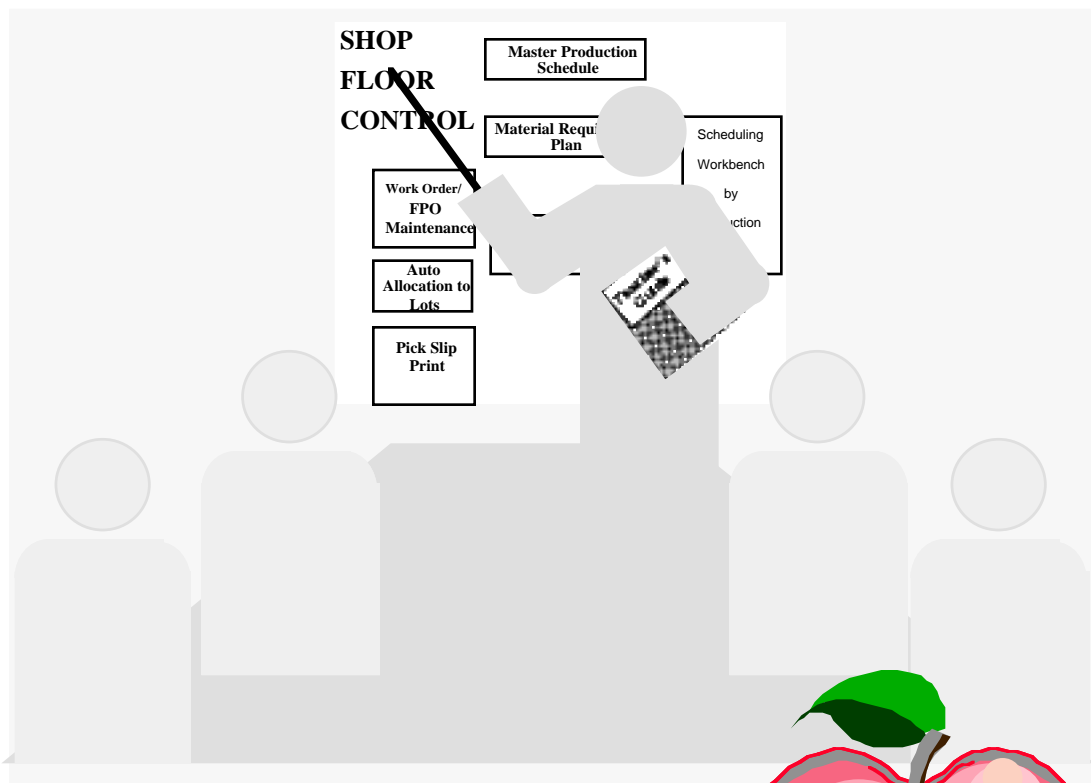 SHOP
FLOOR
CONTROL
Master Production
Schedule
Material
Plan
Scheduling
Workbench
by
Work Order/
FPO
Maintenance
Auto
Allocation to
Lots
Pick Slip
Print